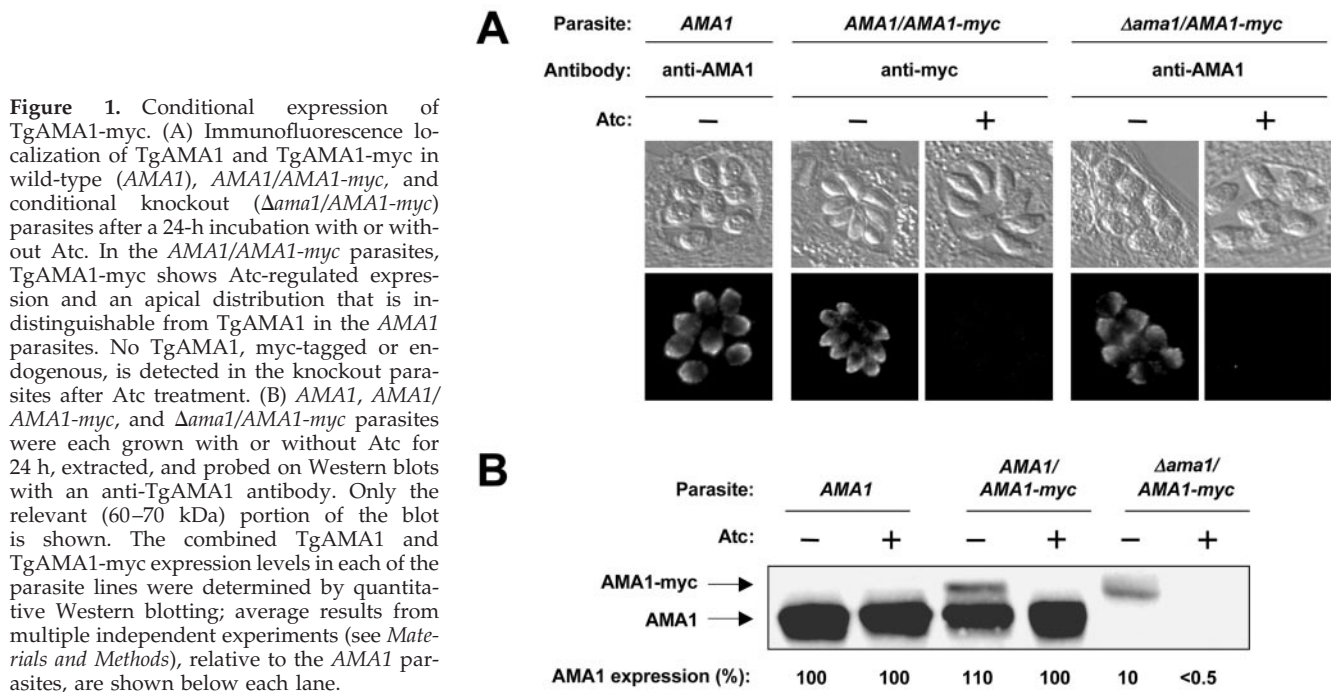 Figure 1. Conditional expression of
TgAMA1-myc. (A) Immunofluorescence lo-
calization of TgAMA1 and TgAMA1-myc in
wild-type (AMA1), AMA1/AMA1-myc, and
conditional knockout (Δama1/AMA1-myc)
parasites after a 24-h incubation with or with-
out Atc. In the AMA1/AMA1-myc parasites,
TgAMA1-myc shows Atc-regulated expres-
sion and an apical distribution that is in-
distinguishable from TgAMA1 in the AMA1
parasites. No TgAMA1, myc-tagged or en-
dogenous, is detected in the knockout para-
sites after Atc treatment. (B) AMA1, AMA1/
AMA1-myc, and Δama1/AMA1-myc parasites
were each grown with or without Atc for
24 h, extracted, and probed on Western blots
with an anti-TgAMA1 antibody. Only the
relevant (60–70 kDa) portion of the blot
is shown. The combined TgAMA1 and
TgAMA1-myc expression levels in each of the
parasite lines were determined by quantita-
tive Western blotting; average results from
multiple independent experiments (see Mate-
rials and Methods), relative to the AMA1 par-
asites, are shown below each lane.
A
Parasite: AMA1 AMA1/AMA1-myc Δama1/AMA1-myc
Antibody: anti-AMA1 anti-myc anti-AMA1
Atc: − − + − +
B
AMA1/ Δama1/
Parasite: AMA1 AMA1-myc AMA1-myc
Atc: − + − + − +
AMA1-myc
AMA1
AMA1 expression (%): 100 100 110 100 10 <0.5